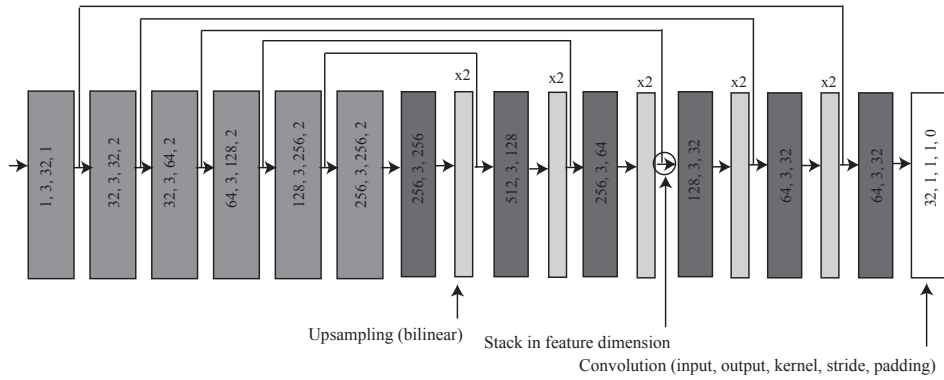 x2
x2
x2
x2
x2
1, 3, 32, 1
32, 3, 32, 2
32, 3, 64, 2
64, 3, 128, 2
128, 3, 256, 2
256, 3, 256, 2
256, 3, 256
512, 3, 128
256, 3, 64
128, 3, 32
64, 3, 32
64, 3, 32
32, 1, 1, 1, 0
Upsampling (bilinear)
Stack in feature dimension
Convolution (input, output, kernel, stride, padding)